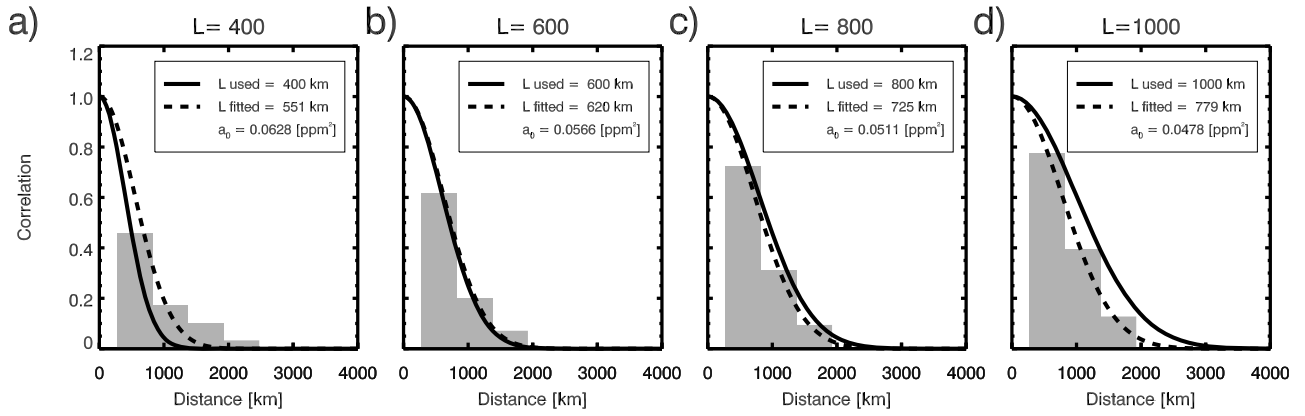 a) L= 400
1.2
1.0
0.8
0.6
0.4
0.2
0
Correlation
L used = 400 km
L fitted = 551 km
a₀ = 0.0628 [ppm²]
0 1000 2000 3000 4000
Distance [km]
b) L= 600
L used = 600 km
L fitted = 620 km
a₀ = 0.0566 [ppm²]
0 1000 2000 3000 4000
Distance [km]
c) L= 800
L used = 800 km
L fitted = 725 km
a₀ = 0.0511 [ppm²]
0 1000 2000 3000 4000
Distance [km]
d) L=1000
L used = 1000 km
L fitted = 779 km
a₀ = 0.0478 [ppm²]
0 1000 2000 3000 4000
Distance [km]